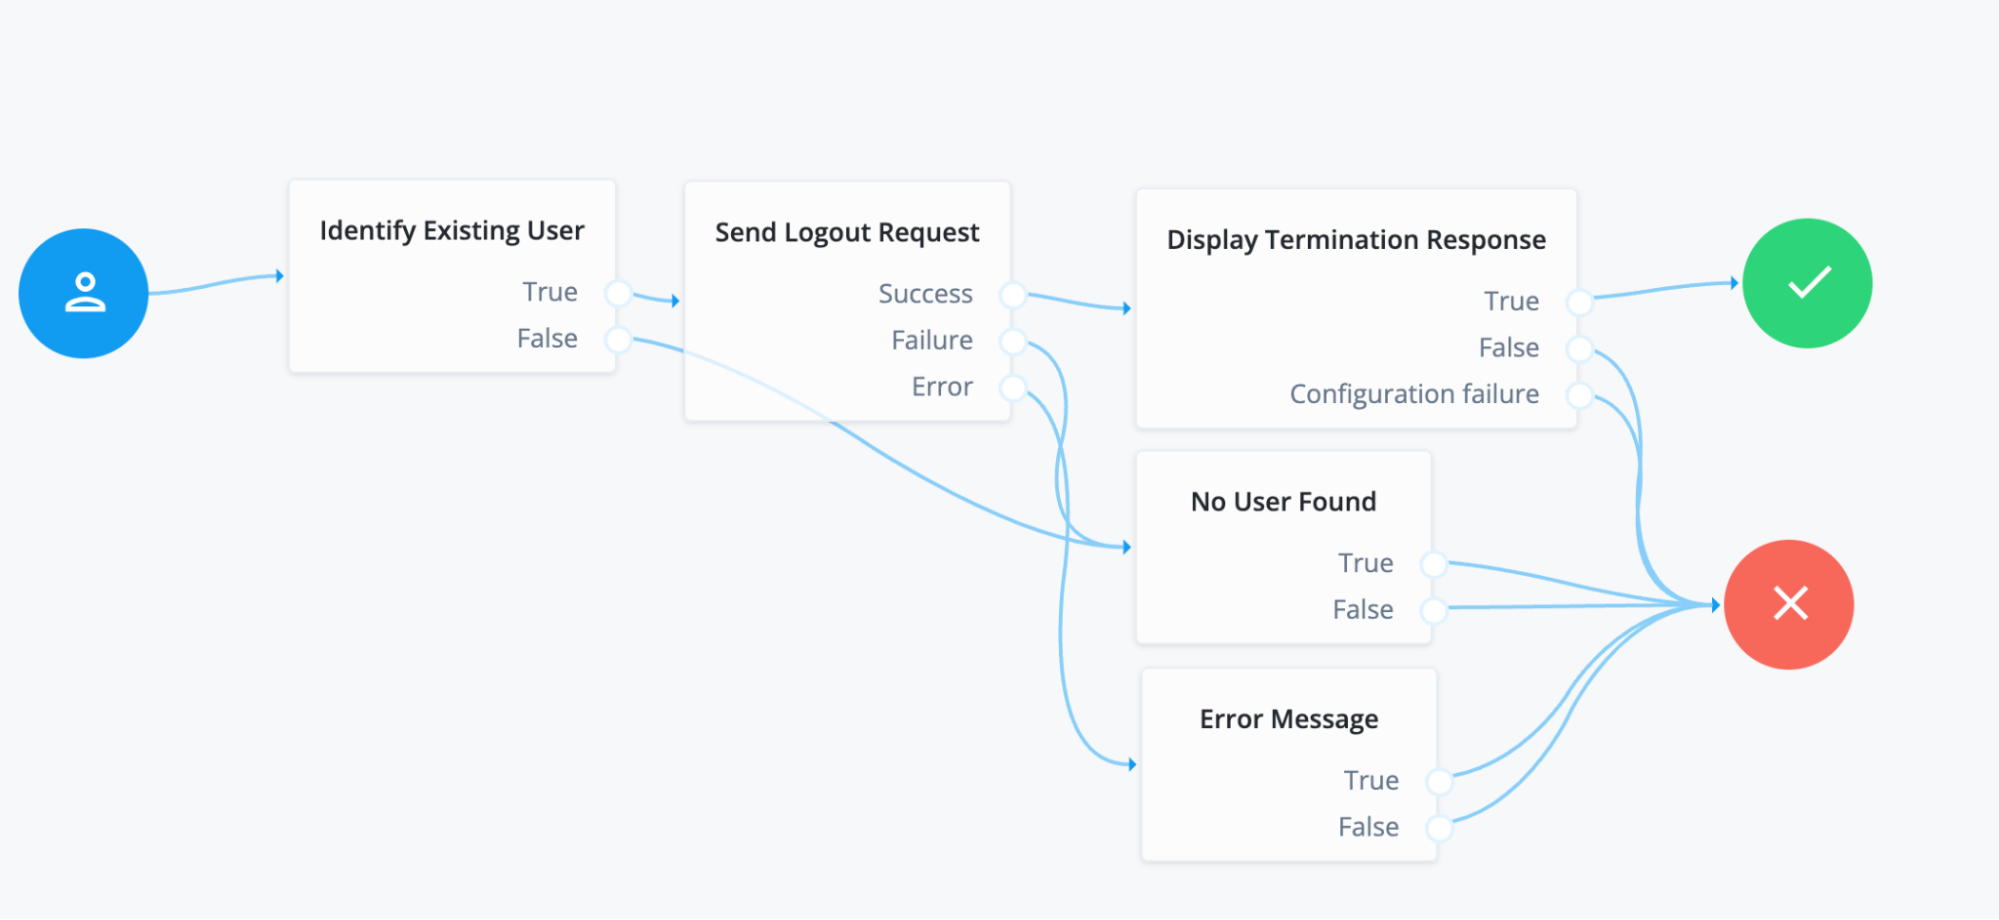 Identify Existing User
True
False
Send Logout Request
Success
Failure
Error
Display Termination Response
True
False
Configuration failure
No User Found
True
False
Error Message
True
False